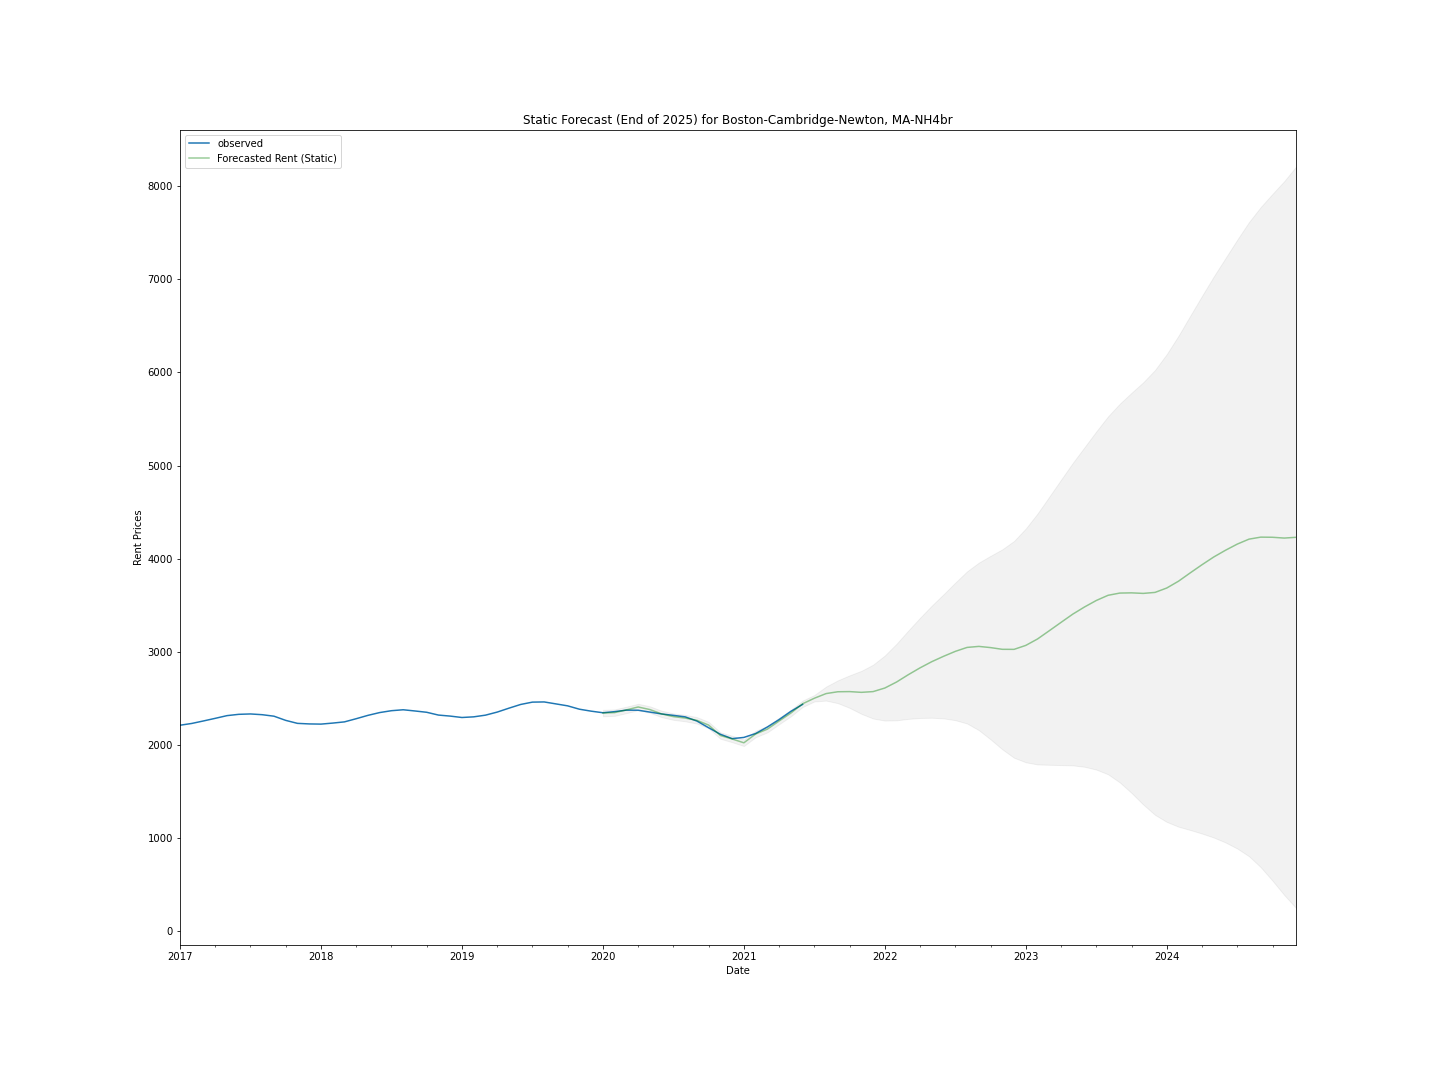 Static Forecast (End of 2025) for Boston-Cambridge-Newton, MA-NH4br
observed
Forecasted Rent (Static)
8000
7000
6000
5000
4000
3000
2000
1000
0
Rent Prices
2017 2018 2019 2020 2021 2022 2023 2024
Date